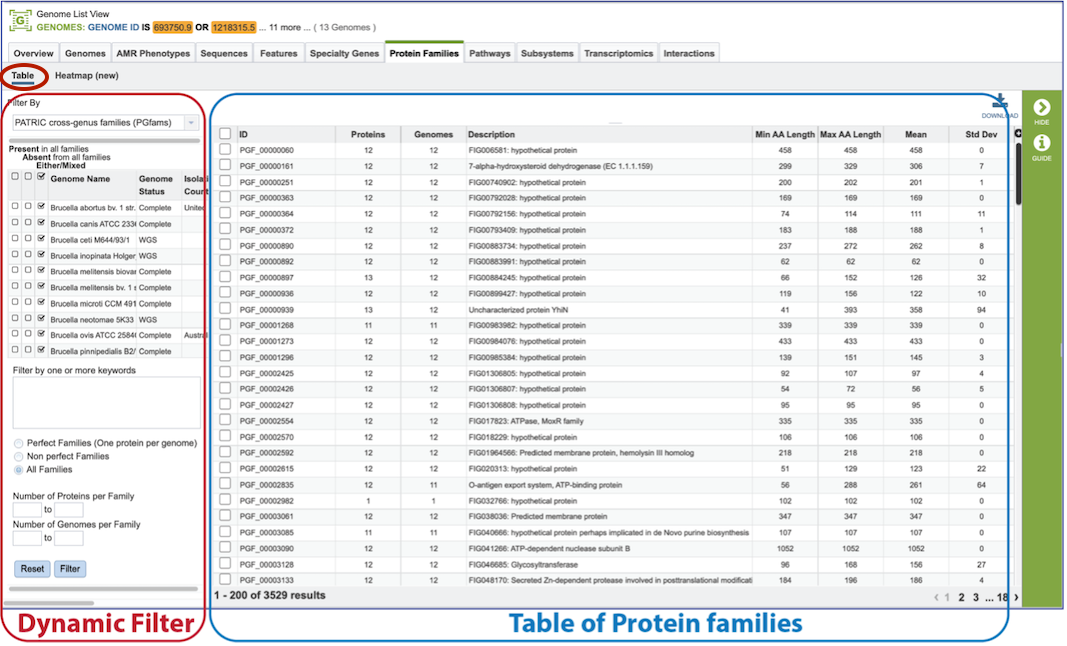 Genome List View
GENOMES: GENOME ID IS 693750.9 OR 1218315.5 ... 11 more ... ( 13 Genomes )
Overview Genomes AMR Phenotypes Sequences Features Specialty Genes Protein Families Pathways Subsystems Transcriptomics Interactions
Table Heatmap (new)
Filter By
PATRIC cross-genus families (PGfams)
Present in all families
Absent from all families
Either/Mixed
Genome Name Genome Status Isolati Count
Brucella abortus bv. 1 str. Complete United
Brucella canis ATCC 2336 Complete
Brucella ceti M644/93/1 WGS
Brucella inopinata Holger WGS
Brucella melitensis biovar Complete
Brucella melitensis bv. 1 s Complete
Brucella microti CCM 491 Complete
Brucella neotomae 5K33 WGS
Brucella ovis ATCC 25840 Complete Austral
Brucella pinnipedialis B2/ Complete
Filter by one or more keywords
Perfect Families (One protein per genome)
Non perfect Families
All Families
Number of Proteins per Family
to
Number of Genomes per Family
to
Reset Filter
DOWNLOAD
ID Proteins Genomes Description Min AA Length Max AA Length Mean Std Dev
PGF_00000060 12 12 FIG006581: hypothetical protein 458 458 458 0
PGF_00000161 12 12 7-alpha-hydroxysteroid dehydrogenase (EC 1.1.1.159) 299 329 306 7
PGF_00000251 12 12 FIG00740902: hypothetical protein 200 202 201 1
PGF_00000363 12 12 FIG00792028: hypothetical protein 169 169 169 0
PGF_00000364 12 12 FIG00792156: hypothetical protein 74 114 111 11
PGF_00000372 12 12 FIG00793409: hypothetical protein 183 188 188 1
PGF_00000890 12 12 FIG00883734: hypothetical protein 237 272 262 8
PGF_00000892 12 12 FIG00883991: hypothetical protein 62 62 62 0
PGF_00000897 13 12 FIG00884245: hypothetical protein 66 152 126 32
PGF_00000936 12 12 FIG00899427: hypothetical protein 119 156 122 10
PGF_00000939 13 12 Uncharacterized protein YhiN 41 393 358 94
PGF_00001268 11 11 FIG00983982: hypothetical protein 339 339 339 0
PGF_00001273 12 12 FIG00984076: hypothetical protein 433 433 433 0
PGF_00001296 12 12 FIG00985384: hypothetical protein 139 151 145 3
PGF_00002425 12 12 FIG01306805: hypothetical protein 92 107 97 4
PGF_00002426 12 12 FIG01306807: hypothetical protein 54 72 56 5
PGF_00002427 12 12 FIG01306808: hypothetical protein 95 95 95 0
PGF_00002554 12 12 FIG017823: ATPase, MoxR family 335 335 335 0
PGF_00002570 12 12 FIG018229: hypothetical protein 106 106 106 0
PGF_00002592 12 12 FIG01964566: Predicted membrane protein, hemolysin III homolog 218 218 218 0
PGF_00002615 12 12 FIG020313: hypothetical protein 51 129 123 22
PGF_00002835 12 11 O-antigen export system, ATP-binding protein 56 288 261 64
PGF_00002982 1 1 FIG032766: hypothetical protein 102 102 102 0
PGF_00003061 12 12 FIG038036: Predicted membrane protein 347 347 347 0
PGF_00003085 11 11 FIG040666: hypothetical protein perhaps implicated in de Novo purine biosynthesis 107 107 107 0
PGF_00003090 12 12 FIG041266: ATP-dependent nuclease subunit B 1052 1052 1052 0
PGF_00003128 12 12 FIG046685: Glycosyltransferase 96 168 156 27
PGF_00003133 12 12 FIG048170: Secreted Zn-dependent protease involved in posttranslational modificati 184 196 186 4
1 - 200 of 3529 results
1 2 3 ... 18
HIDE
GUIDE
Dynamic Filter
Table of Protein families